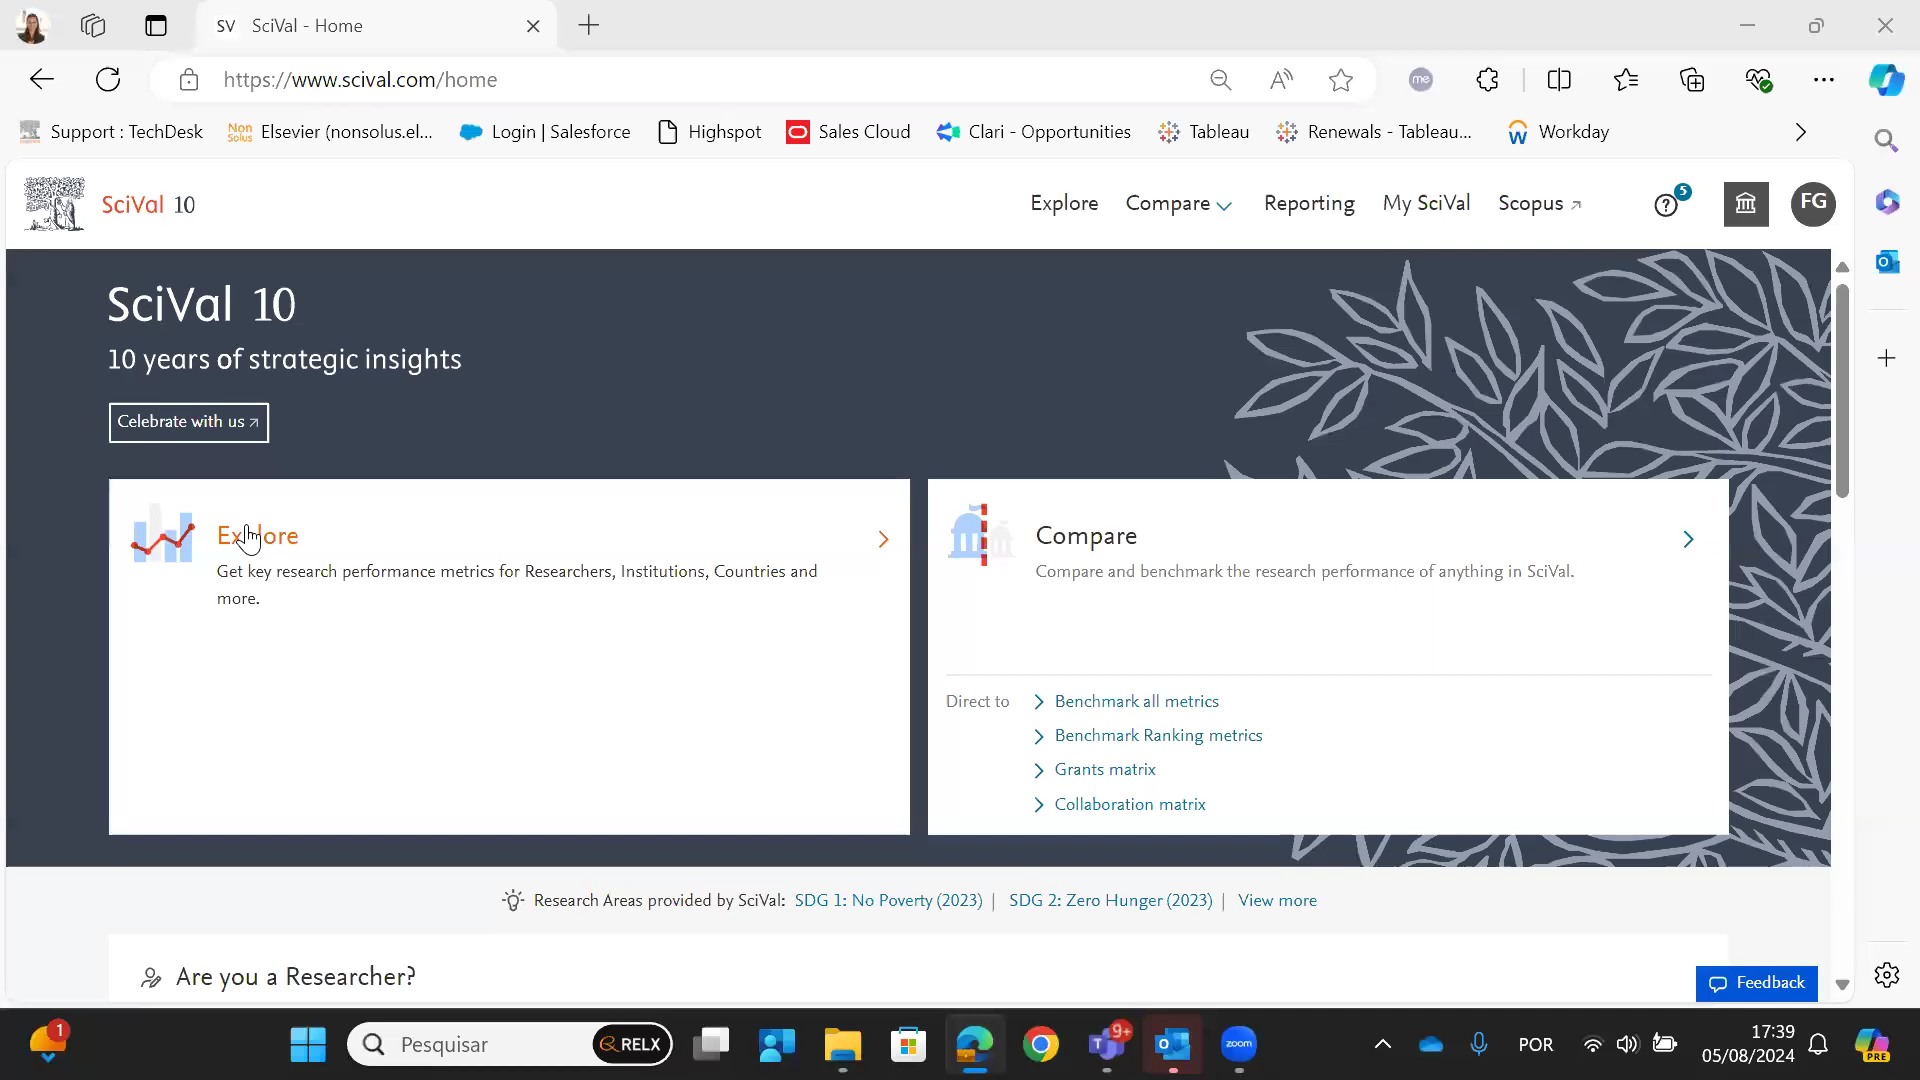 SV SciVal - Home
https://www.scival.com/home
me
Support : TechDesk Non Solus Elsevier (nonsolus.el... Login | Salesforce Highspot Sales Cloud Clari - Opportunities Tableau Renewals - Tableau... Workday
SciVal 10 Explore Compare Reporting My SciVal Scopus 5 FG
SciVal 10
10 years of strategic insights
Celebrate with us
Explore
Get key research performance metrics for Researchers, Institutions, Countries and
more.
Compare
Compare and benchmark the research performance of anything in SciVal.
Direct to Benchmark all metrics
Benchmark Ranking metrics
Grants matrix
Collaboration matrix
Research Areas provided by SciVal: SDG 1: No Poverty (2023) | SDG 2: Zero Hunger (2023) | View more
Are you a Researcher?
Feedback
1 Pesquisar RELX 9+ zoom POR 17:39
05/08/2024 PRE